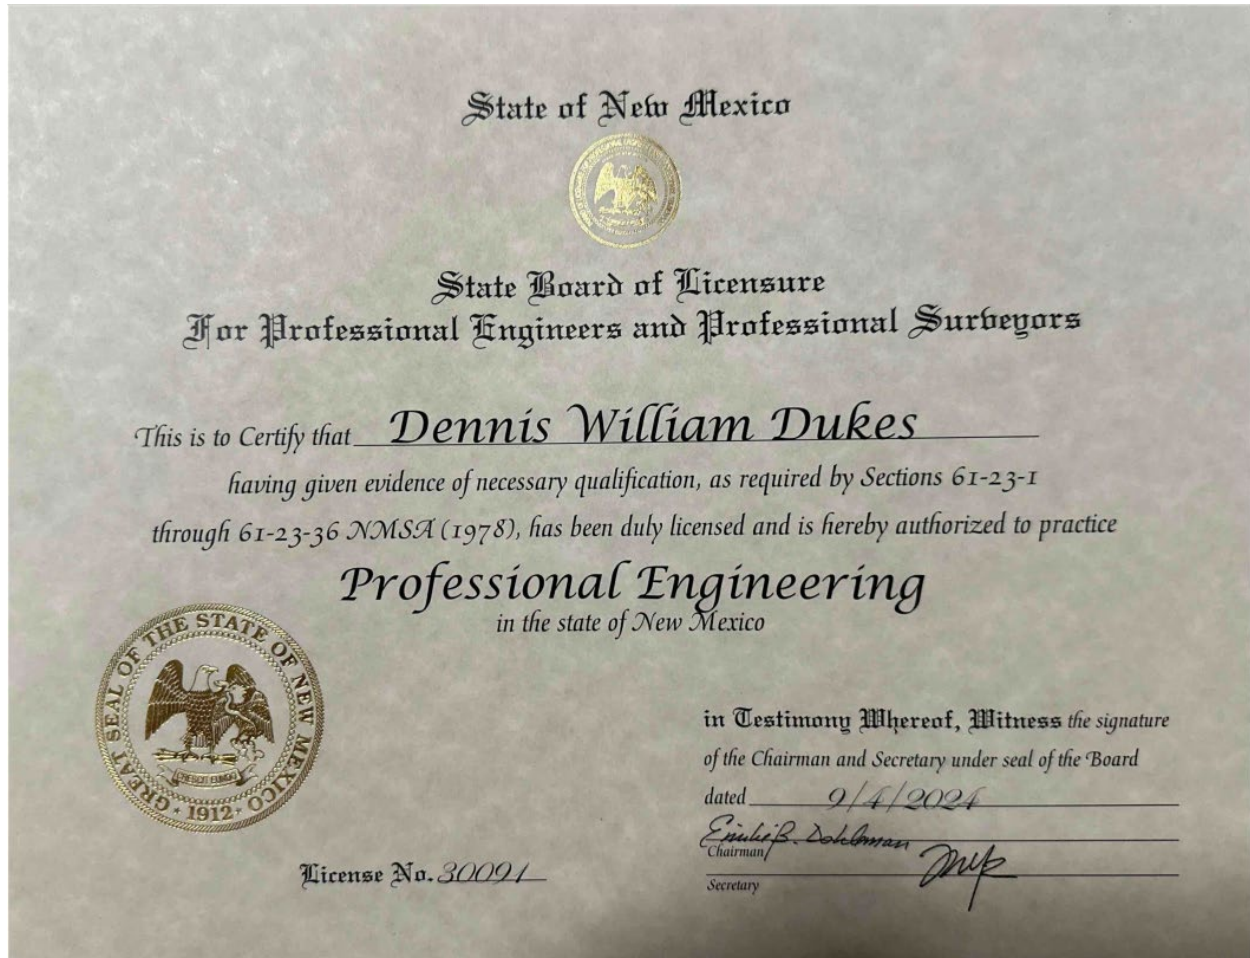 State of New Mexico
State Board of Licensure
For Professional Engineers and Professional Surveyors
This is to Certify that Dennis William Dukes
having given evidence of necessary qualification, as required by Sections 61-23-1
through 61-23-36 NMSA (1978), has been duly licensed and is hereby authorized to practice
Professional Engineering
in the state of New Mexico
GREAT SEAL OF THE STATE OF NEW MEXICO
CRESCIT EUNDO
· 1912 ·
in Testimony Whereof, Witness the signature
of the Chairman and Secretary under seal of the Board
dated 9/4/2024
Chairman
Secretary
License No. 30091